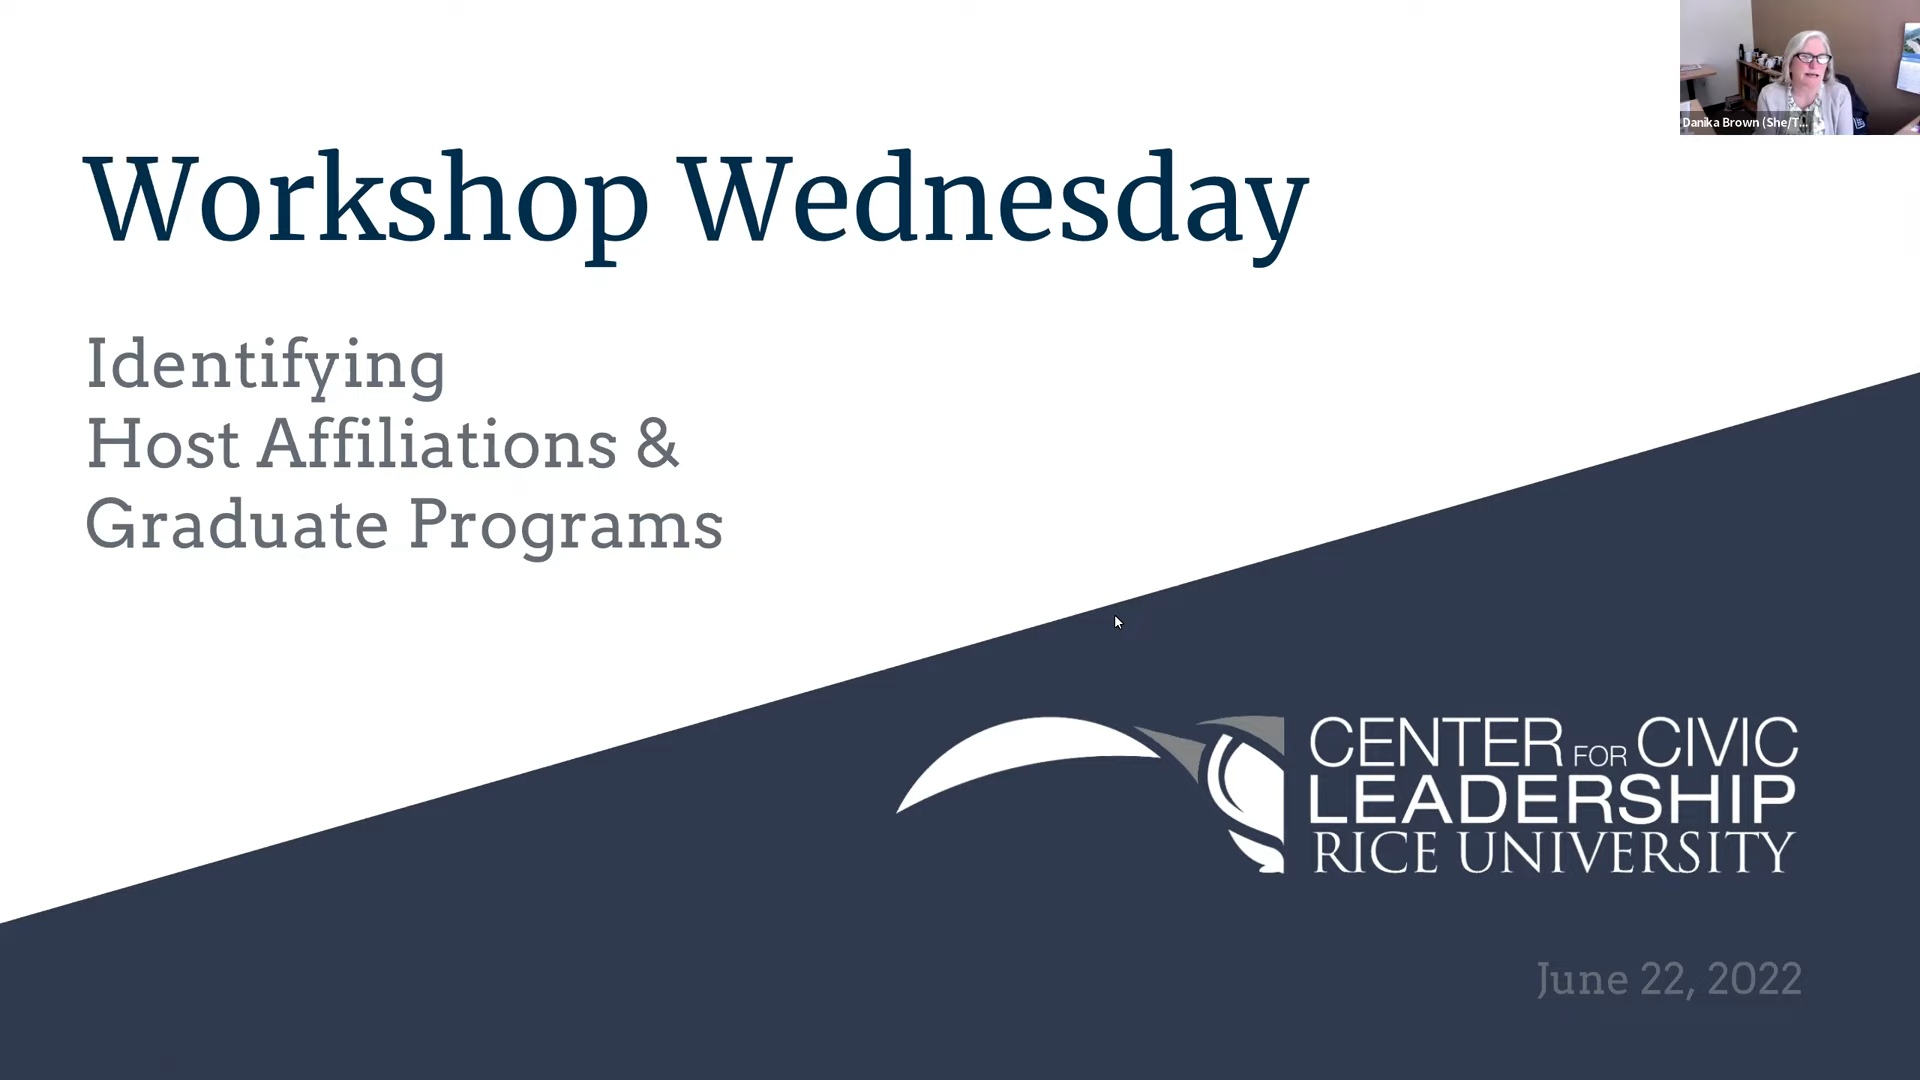 Workshop Wednesday
Identifying
Host Affiliations &
Graduate Programs
CENTER FOR CIVIC
LEADERSHIP
RICE UNIVERSITY
June 22, 2022
Danika Brown (She/T...